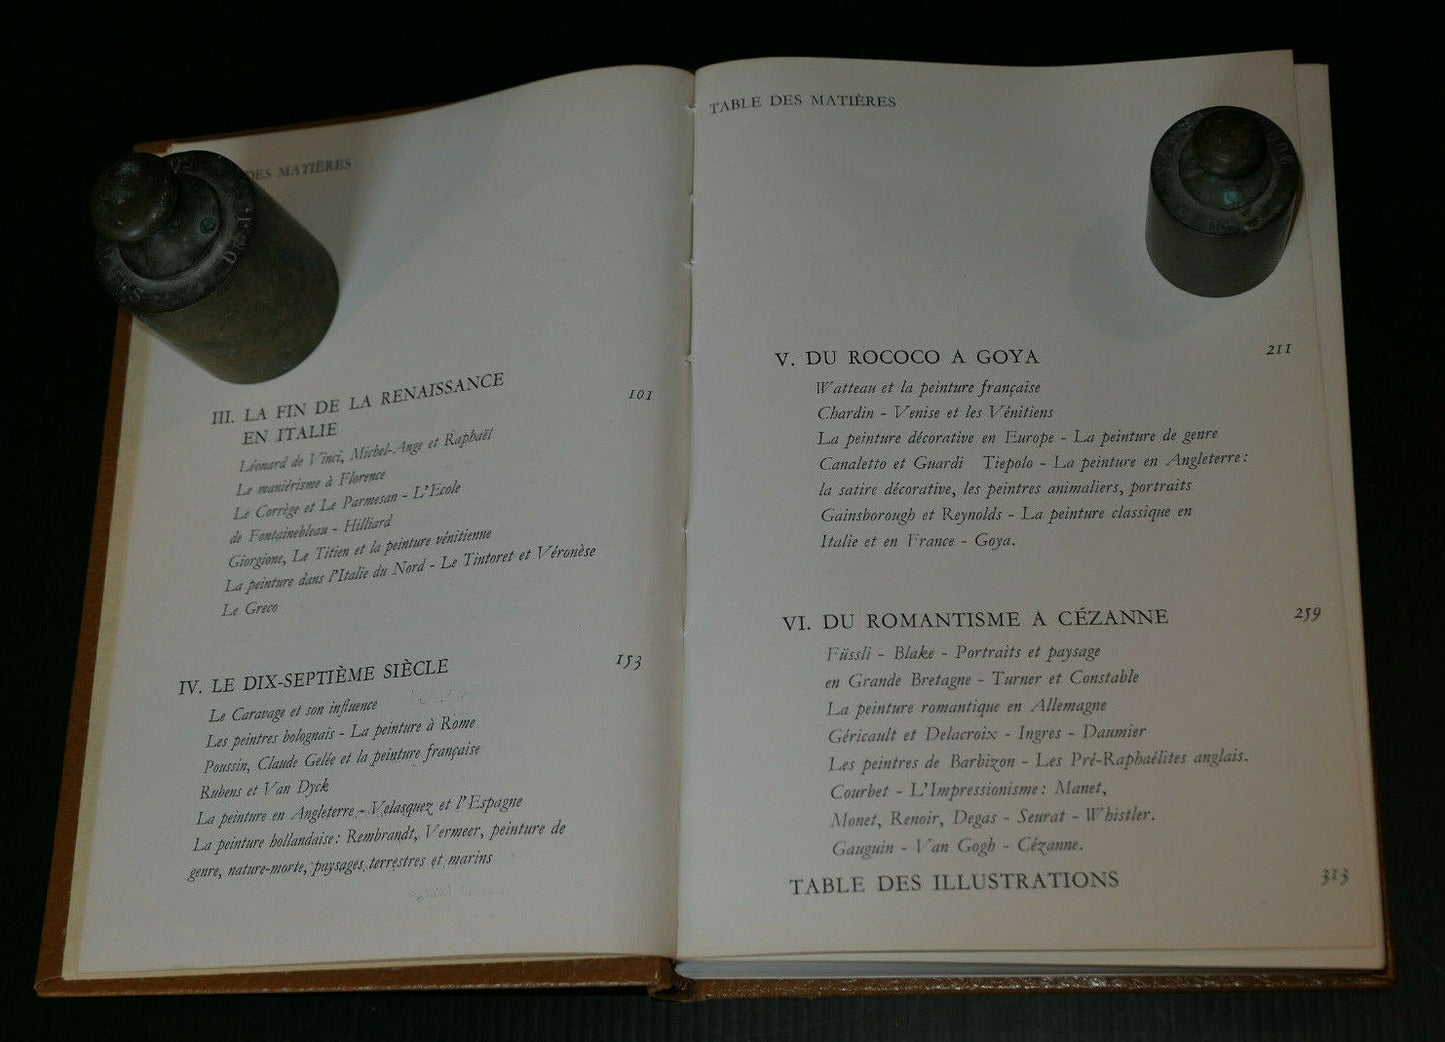 DES MATIÈRES
III. LA FIN DE LA RENAISSANCE
EN ITALIE
101
Léonard de Vinci, Michel-Ange et Raphaël
Le maniérisme à Florence
Le Corrège et Le Parmesan - L'Ecole
de Fontainebleau - Hilliard
Giorgione, Le Titien et la peinture vénitienne
La peinture dans l'Italie du Nord - Le Tintoret et Véronèse
Le Greco
IV. LE DIX-SEPTIÈME SIÈCLE
153
Le Caravage et son influence
Les peintres bolognais - La peinture à Rome
Poussin, Claude Gelée et la peinture française
Rubens et Van Dyck
La peinture en Angleterre - Velasquez et l'Espagne
La peinture hollandaise: Rembrandt, Vermeer, peinture de
genre, nature-morte, paysages terrestres et marins
TABLE DES MATIÈRES
V. DU ROCOCO A GOYA
211
Watteau et la peinture française
Chardin - Venise et les Vénitiens
La peinture décorative en Europe - La peinture de genre
Canaletto et Guardi Tiepolo - La peinture en Angleterre:
la satire décorative, les peintres animaliers, portraits
Gainsborough et Reynolds - La peinture classique en
Italie et en France - Goya.
VI. DU ROMANTISME A CÉZANNE
259
Füssli - Blake - Portraits et paysage
en Grande Bretagne - Turner et Constable
La peinture romantique en Allemagne
Géricault et Delacroix - Ingres - Daumier
Les peintres de Barbizon - Les Pré-Raphaélites anglais.
Courbet - L'Impressionisme: Manet,
Monet, Renoir, Degas - Seurat - Whistler.
Gauguin - Van Gogh - Cézanne.
TABLE DES ILLUSTRATIONS
313